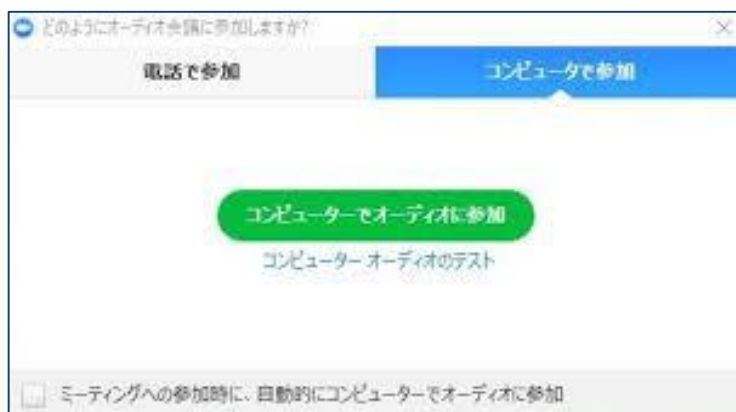 どのようにオーディオ会議に参加しますか?
電話で参加
コンピュータで参加
コンピューターでオーディオに参加
コンピューター オーディオのテスト
ミーティングへの参加時に、自動的にコンピューターでオーディオに参加